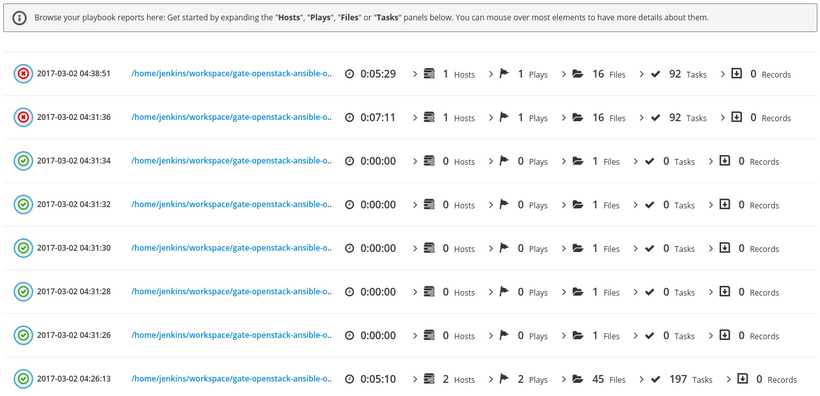 Browse your playbook reports here: Get started by expanding the "Hosts", "Plays", "Files" or "Tasks" panels below. You can mouse over most elements to have more details about them.
2017-03-02 04:38:51 /home/jenkins/workspace/gate-openstack-ansible-o.. 0:05:29 > 1 Hosts > 1 Plays > 16 Files > 92 Tasks > 0 Records
2017-03-02 04:31:36 /home/jenkins/workspace/gate-openstack-ansible-o.. 0:07:11 > 1 Hosts > 1 Plays > 16 Files > 92 Tasks > 0 Records
2017-03-02 04:31:34 /home/jenkins/workspace/gate-openstack-ansible-o.. 0:00:00 > 0 Hosts > 0 Plays > 1 Files > 0 Tasks > 0 Records
2017-03-02 04:31:32 /home/jenkins/workspace/gate-openstack-ansible-o.. 0:00:00 > 0 Hosts > 0 Plays > 1 Files > 0 Tasks > 0 Records
2017-03-02 04:31:30 /home/jenkins/workspace/gate-openstack-ansible-o.. 0:00:00 > 0 Hosts > 0 Plays > 1 Files > 0 Tasks > 0 Records
2017-03-02 04:31:28 /home/jenkins/workspace/gate-openstack-ansible-o.. 0:00:00 > 0 Hosts > 0 Plays > 1 Files > 0 Tasks > 0 Records
2017-03-02 04:31:26 /home/jenkins/workspace/gate-openstack-ansible-o.. 0:00:00 > 0 Hosts > 0 Plays > 1 Files > 0 Tasks > 0 Records
2017-03-02 04:26:13 /home/jenkins/workspace/gate-openstack-ansible-o.. 0:05:10 > 2 Hosts > 2 Plays > 45 Files > 197 Tasks > 0 Records